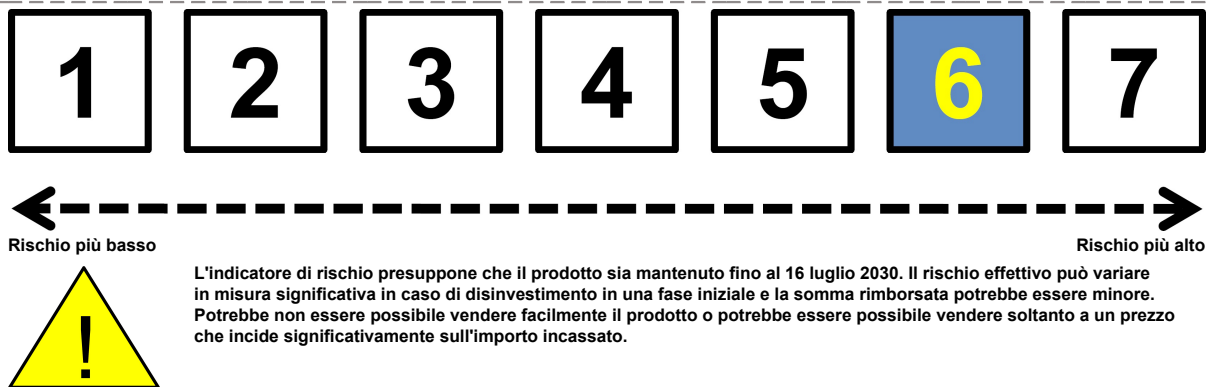 1 2 3 4 5 6 7
Rischio più basso Rischio più alto
!
L'indicatore di rischio presuppone che il prodotto sia mantenuto fino al 16 luglio 2030. Il rischio effettivo può variare
in misura significativa in caso di disinvestimento in una fase iniziale e la somma rimborsata potrebbe essere minore.
Potrebbe non essere possibile vendere facilmente il prodotto o potrebbe essere possibile vendere soltanto a un prezzo
che incide significativamente sull'importo incassato.